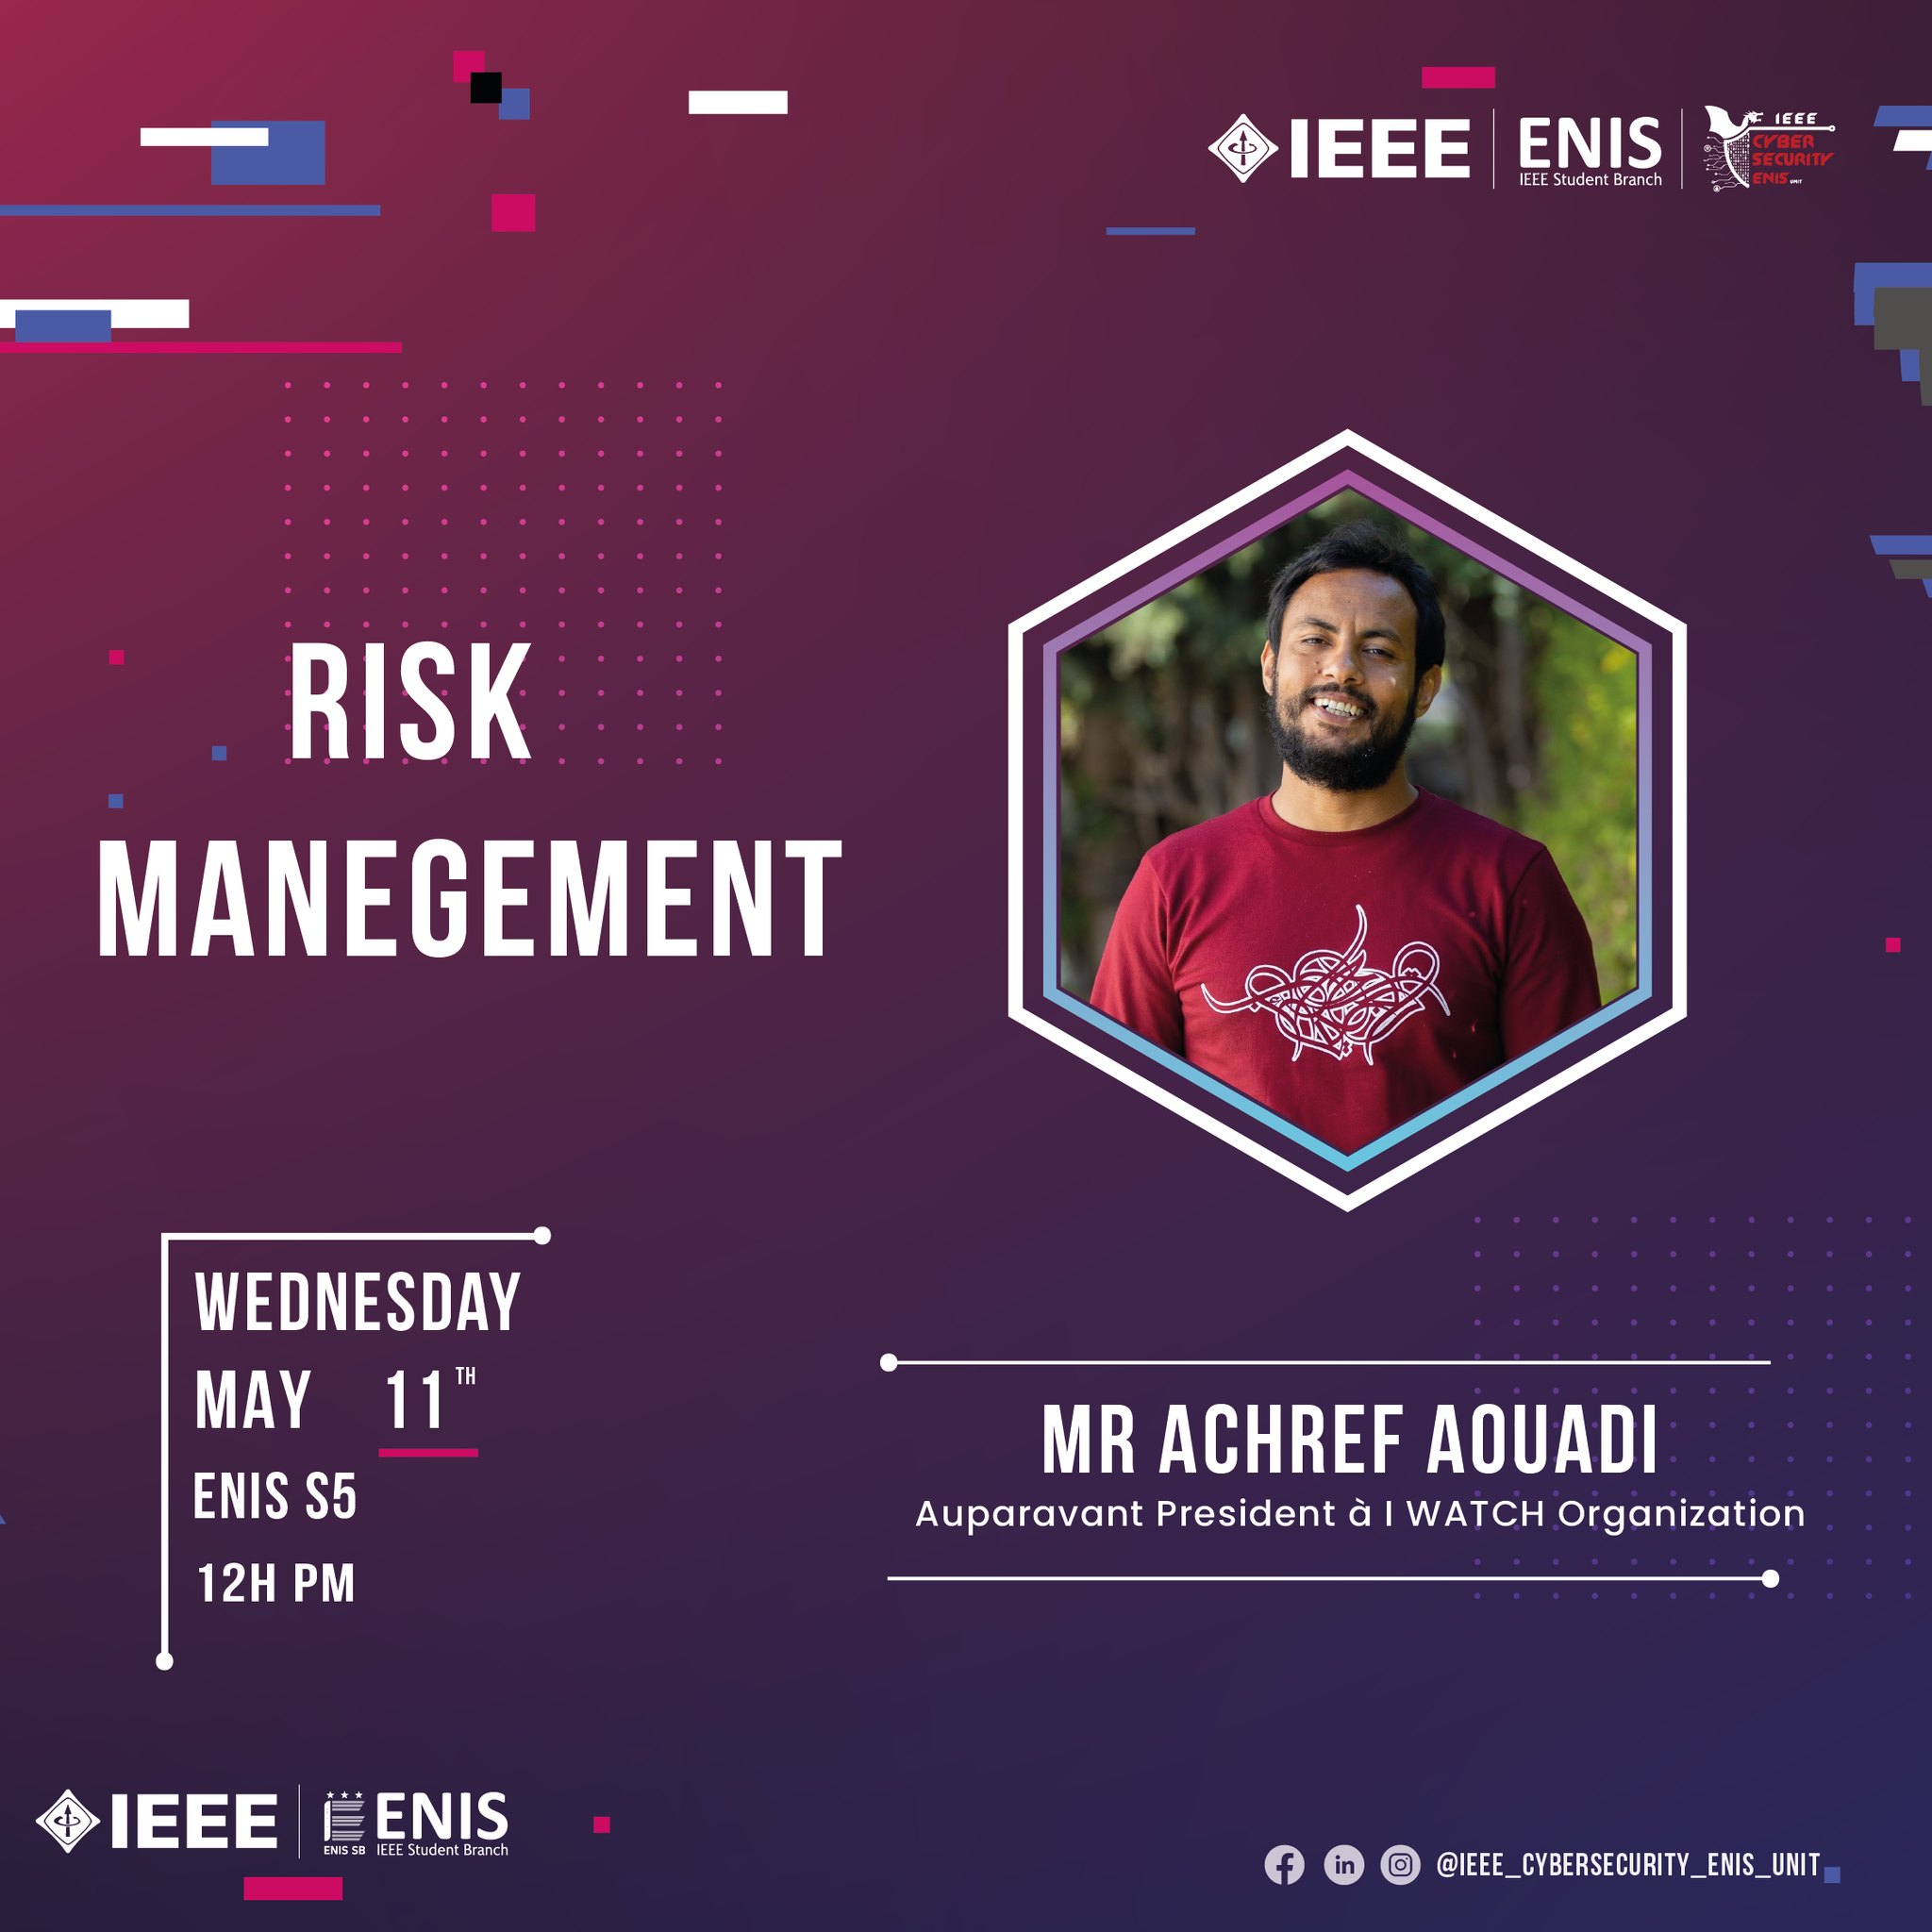 IEEE
ENIS
IEEE Student Branch
IEEE
CYBER
SECURITY
ENIS UNIT
RISK
MANEGEMENT
WEDNESDAY
MAY 11TH
ENIS S5
12H PM
MR ACHREF AOUADI
Auparavant President à I WATCH Organization
IEEE
ENIS SB
ENIS
IEEE Student Branch
@IEEE_CYBERSECURITY_ENIS_UNIT